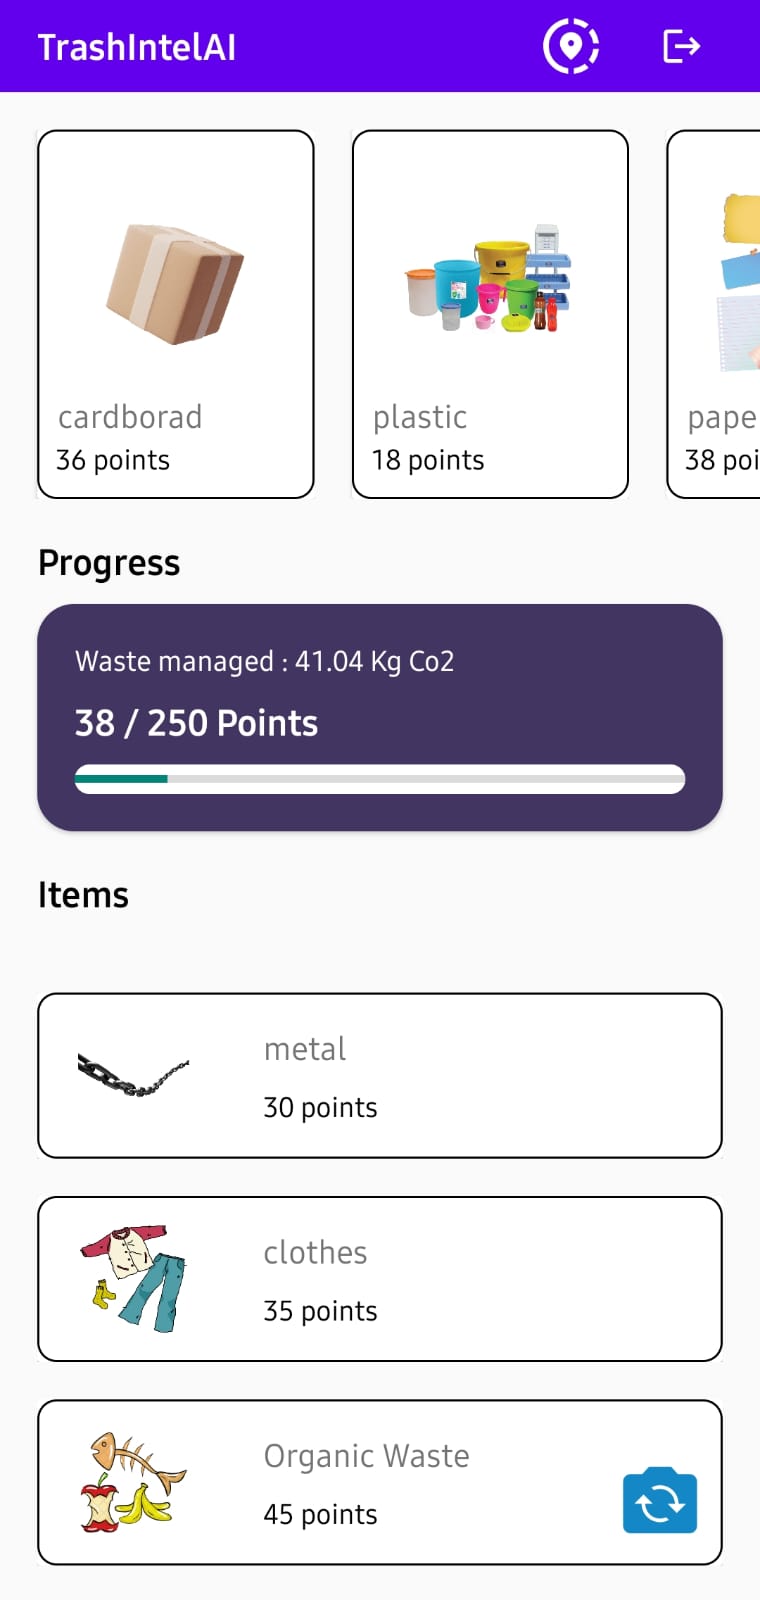 TrashIntelAI
cardborad
36 points
plastic
18 points
pape
38 poi
Progress
Waste managed : 41.04 Kg Co2
38 / 250 Points
Items
metal
30 points
clothes
35 points
Organic Waste
45 points